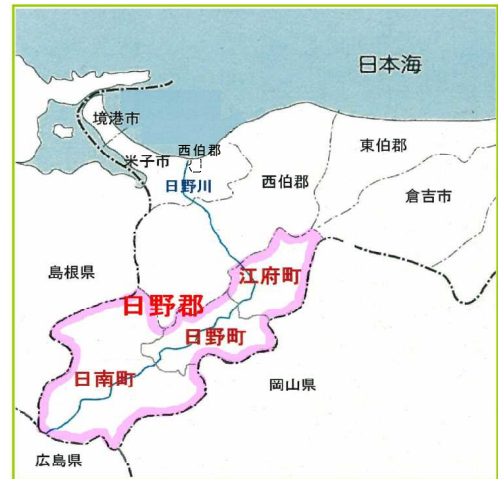 日本海
境港市
米子市
西伯郡
東伯郡
日野川
西伯郡
倉吉市
島根県
江府町
日野郡
日野町
日南町
岡山県
広島県